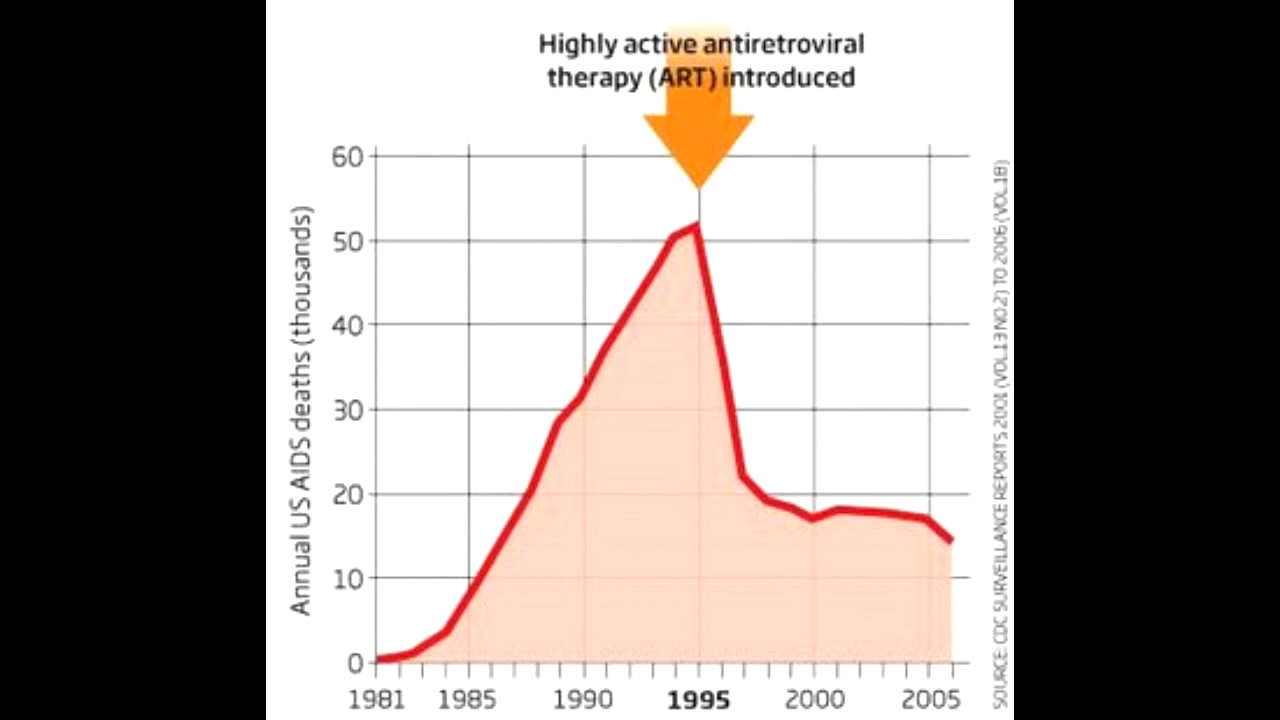 Highly active antiretroviral
therapy (ART) introduced
Annual US AIDS deaths (thousands)
60
50
40
30
20
10
0
1981 1985 1990 1995 2000 2005
SOURCE: CDC SURVEILLANCE REPORTS 2001 (VOL 13 NO 2) TO 2006 (VOL 18)